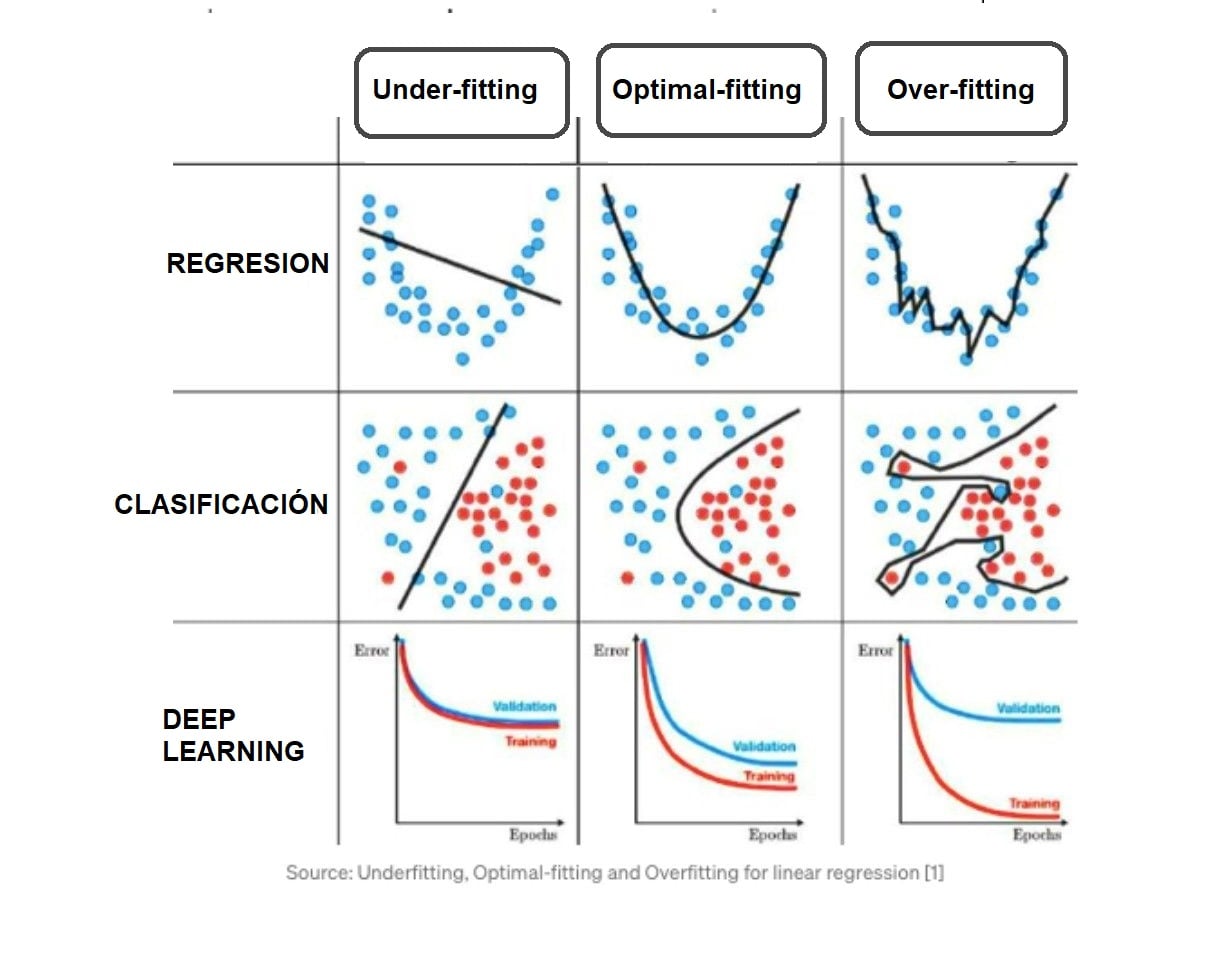 Under-fitting
Optimal-fitting
Over-fitting
REGRESION
CLASIFICACIÓN
DEEP
LEARNING
Error
Validation
Training
Epochs
Error
Validation
Training
Epochs
Error
Validation
Training
Epochs
Source: Underfitting, Optimal-fitting and Overfitting for linear regression [1]